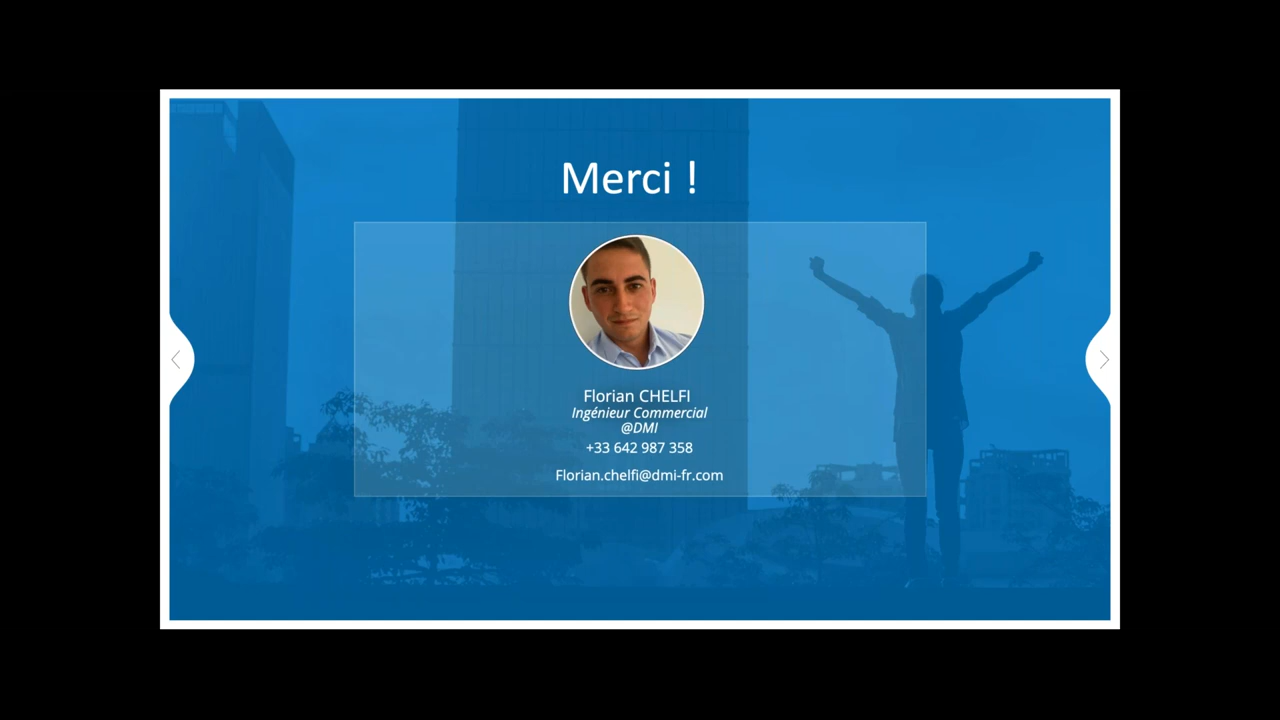 Merci !
Florian CHELFI
Ingénieur Commercial
@DMI
+33 642 987 358
Florian.chelfi@dmi-fr.com